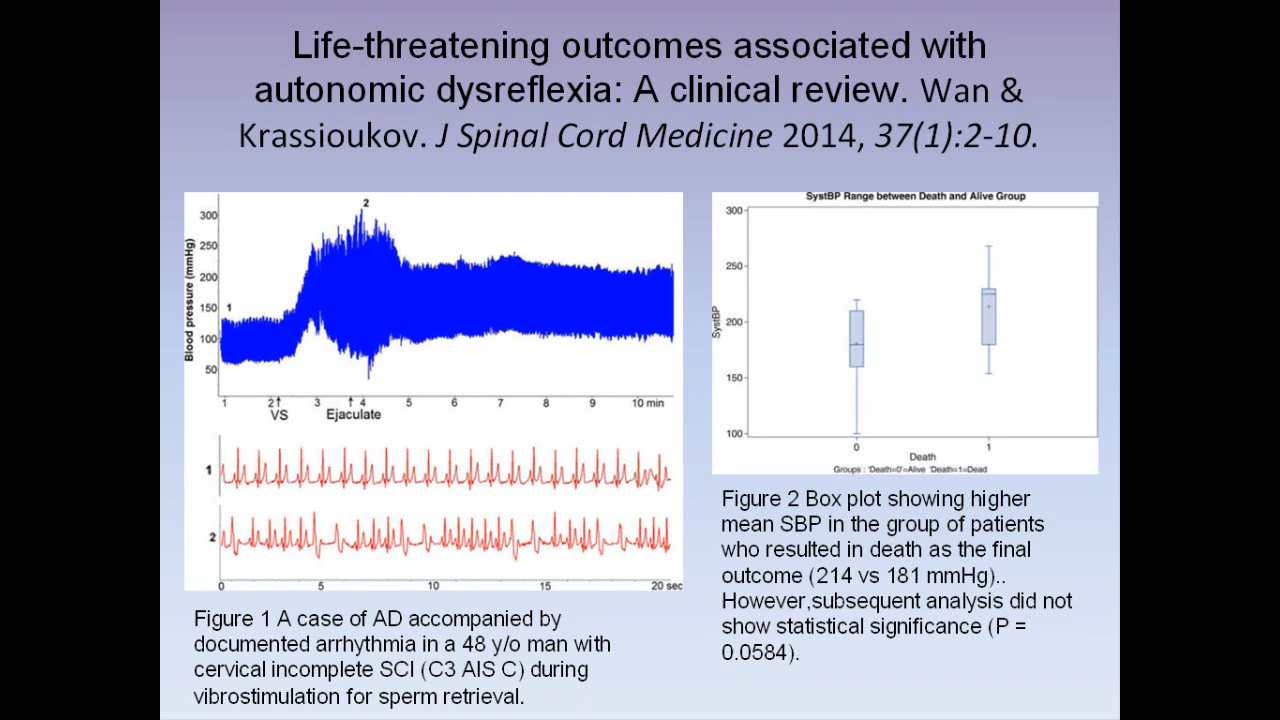 Life-threatening outcomes associated with
autonomic dysreflexia: A clinical review. Wan &
Krassioukov. J Spinal Cord Medicine 2014, 37(1):2-10.
2
300
250
200
150
100
50
Blood pressure (mmHg)
1
1 2 3 4 5 6 7 8 9 10 min
VS Ejaculate
1
2
0 5 10 15 20 sec
Figure 1 A case of AD accompanied by
documented arrhythmia in a 48 y/o man with
cervical incomplete SCI (C3 AIS C) during
vibrostimulation for sperm retrieval.
SystBP Range between Death and Alive Group
300
250
200
150
100
SystBP
0 1
Death
Groups : 'Death=0'=Alive 'Death=1=Dead
Figure 2 Box plot showing higher
mean SBP in the group of patients
who resulted in death as the final
outcome (214 vs 181 mmHg)..
However,subsequent analysis did not
show statistical significance (P =
0.0584).